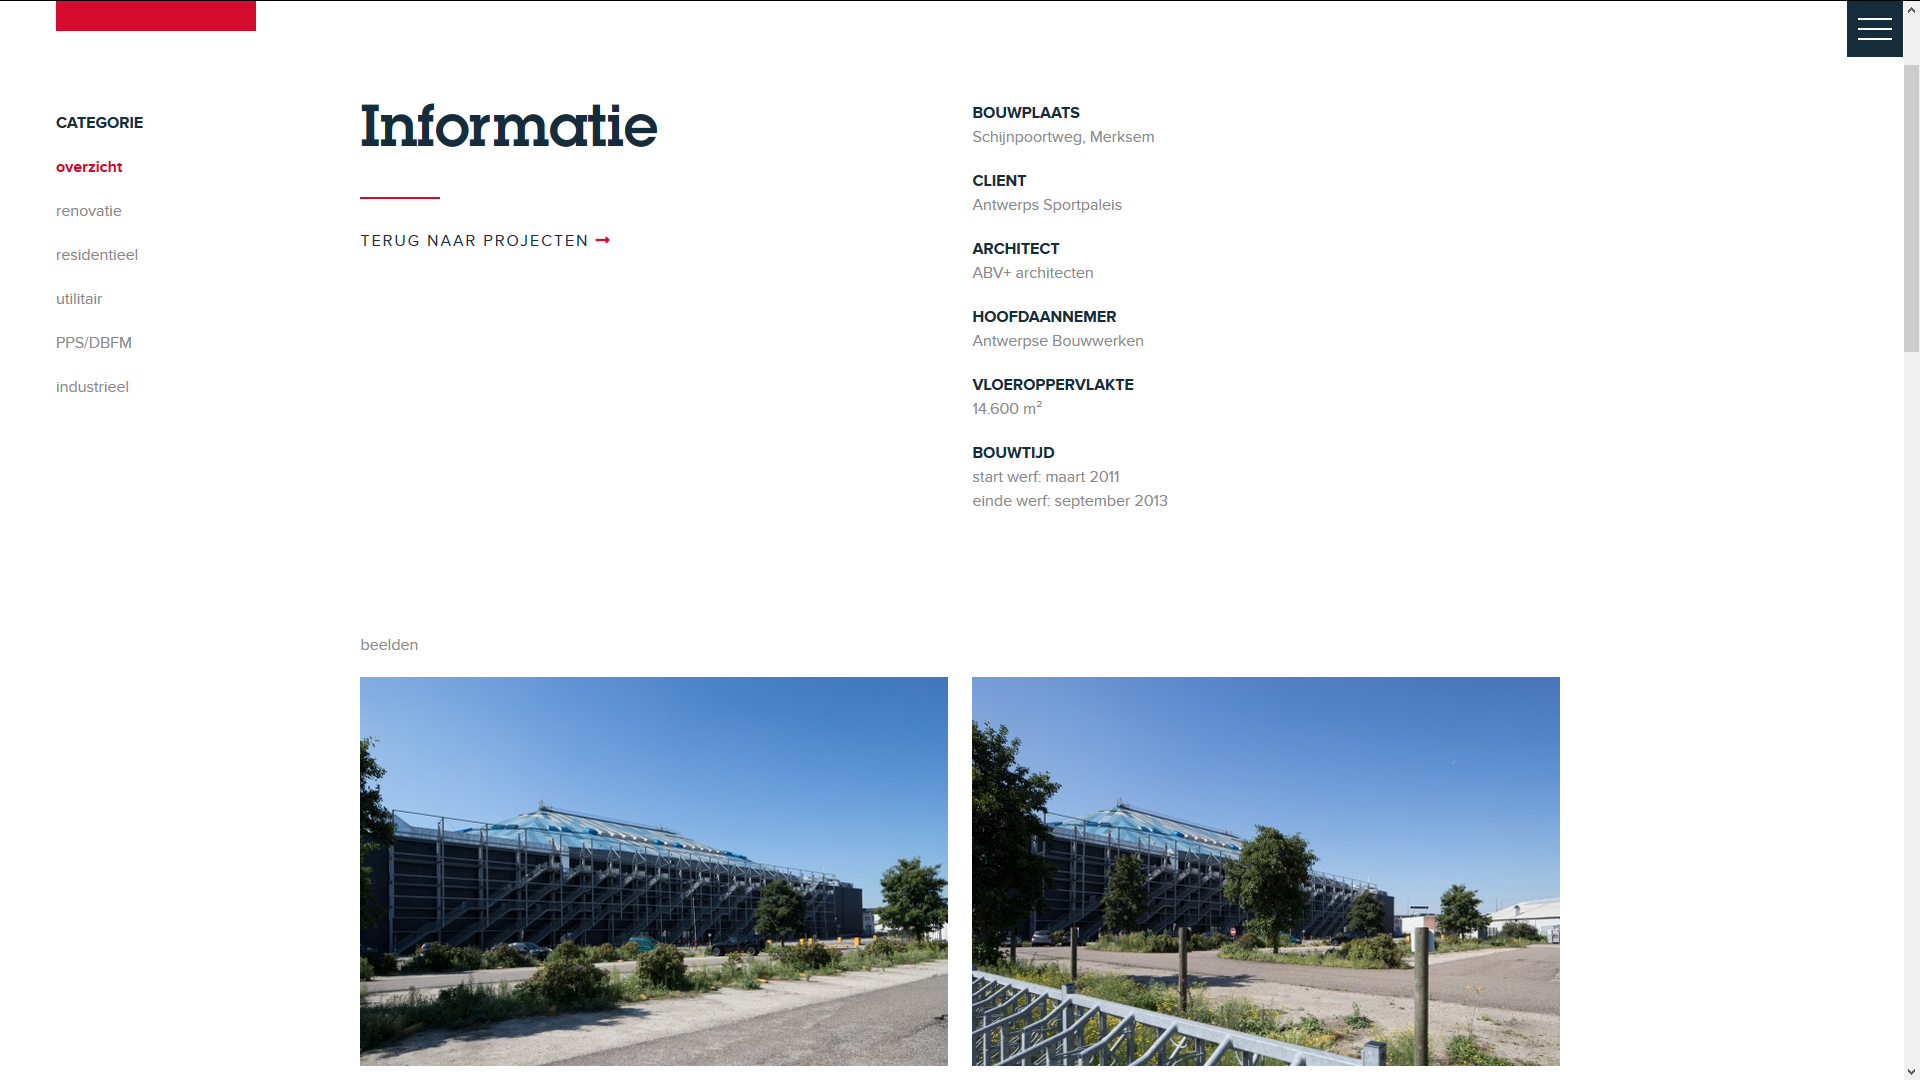 CATEGORIE
overzicht
renovatie
residentieel
utilitair
PPS/DBFM
industrieel
Informatie
TERUG NAAR PROJECTEN ➞
BOUWPLAATS
Schijnpoortweg, Merksem
CLIENT
Antwerps Sportpaleis
ARCHITECT
ABV+ architecten
HOOFDAANNEMER
Antwerpse Bouwwerken
VLOEROPPERVLAKTE
14.600 m²
BOUWTIJD
start werf: maart 2011
einde werf: september 2013
beelden